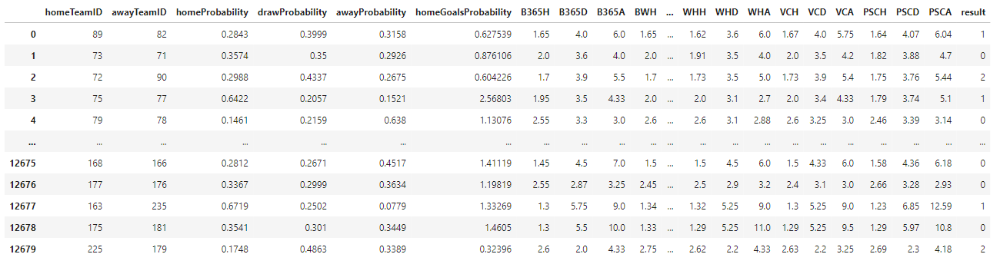 homeTeamID awayTeamID homeProbability drawProbability awayProbability homeGoalsProbability B365H B365D B365A BWH ... WHH WHD WHA VCH VCD VCA PSCH PSCD PSCA result
0 89 82 0.2843 0.3999 0.3158 0.627539 1.65 4.0 6.0 1.65 ... 1.62 3.6 6.0 1.67 4.0 5.75 1.64 4.07 6.04 1
1 73 71 0.3574 0.35 0.2926 0.876106 2.0 3.6 4.0 2.0 ... 1.91 3.5 4.0 2.0 3.5 4.2 1.82 3.88 4.7 0
2 72 90 0.2988 0.4337 0.2675 0.604226 1.7 3.9 5.5 1.7 ... 1.73 3.5 5.0 1.73 3.9 5.4 1.75 3.76 5.44 2
3 75 77 0.6422 0.2057 0.1521 2.56803 1.95 3.5 4.33 2.0 ... 2.0 3.1 2.7 2.0 3.4 4.33 1.79 3.74 5.1 1
4 79 78 0.1461 0.2159 0.638 1.13076 2.55 3.3 3.0 2.6 ... 2.6 3.1 2.88 2.6 3.25 3.0 2.46 3.39 3.14 0
... ... ... ... ... ... ... ... ... ... ... ... ... ... ... ... ... ... ... ... ... ...
12675 168 166 0.2812 0.2671 0.4517 1.41119 1.45 4.5 7.0 1.5 ... 1.5 4.5 6.0 1.5 4.33 6.0 1.58 4.36 6.18 0
12676 177 176 0.3367 0.2999 0.3634 1.19819 2.55 2.87 3.25 2.45 ... 2.5 2.9 3.2 2.4 3.1 3.0 2.66 3.28 2.93 0
12677 163 235 0.6719 0.2502 0.0779 1.33269 1.3 5.75 9.0 1.34 ... 1.32 5.25 9.0 1.3 5.25 9.0 1.23 6.85 12.59 1
12678 175 181 0.3541 0.301 0.3449 1.4605 1.3 5.5 10.0 1.33 ... 1.29 5.25 11.0 1.29 5.25 9.5 1.29 5.97 10.8 0
12679 225 179 0.1748 0.4863 0.3389 0.32396 2.6 2.0 4.33 2.75 ... 2.62 2.2 4.33 2.63 2.2 3.25 2.69 2.3 4.18 2